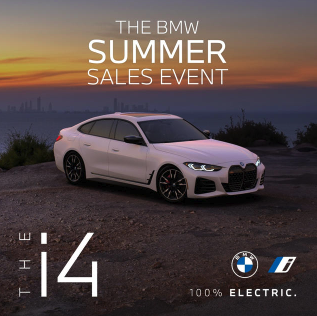 THE BMW
SUMMER
SALES EVENT
THE i4
BMW
i
100% ELECTRIC.